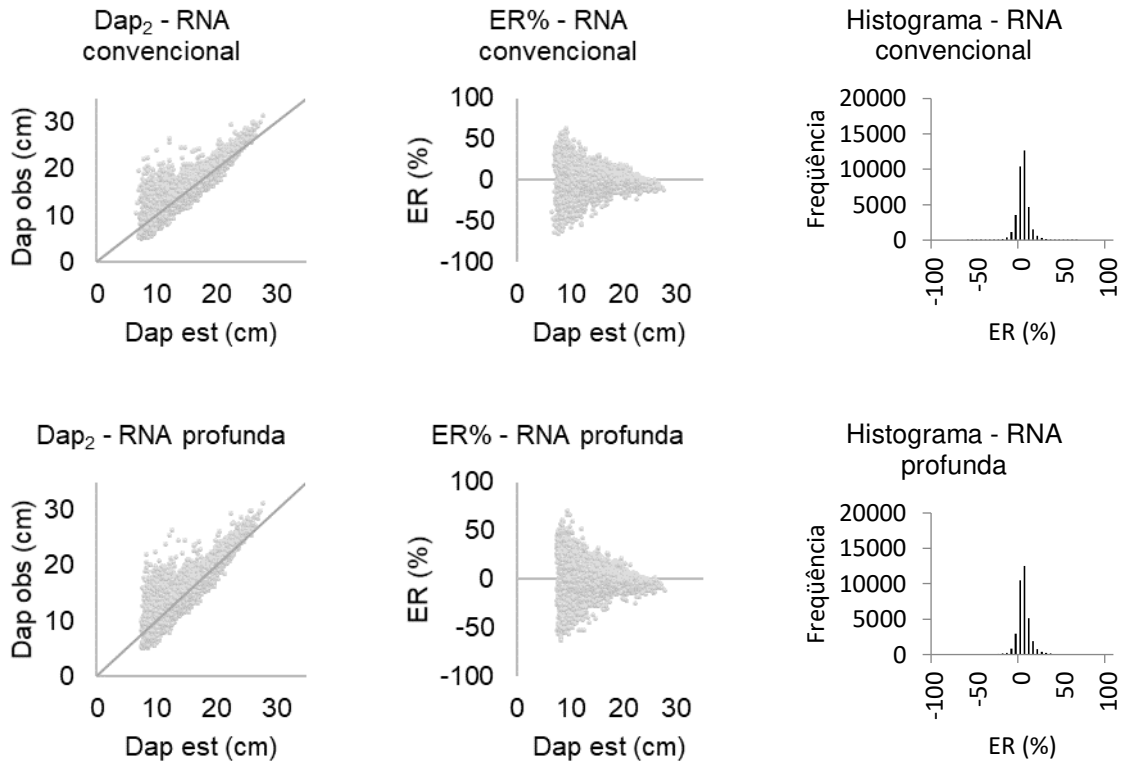 Dap₂ - RNA
convencional
Dap obs (cm)
30
20
10
0
0 10 20 30
Dap est (cm)
ER% - RNA
convencional
ER (%)
100
50
0
-50
-100
0 10 20 30
Dap est (cm)
Histograma - RNA
convencional
Freqüência
20000
15000
10000
5000
0
-100 -50 0 50 100
ER (%)
Dap₂ - RNA profunda
Dap obs (cm)
30
20
10
0
0 10 20 30
Dap est (cm)
ER% - RNA profunda
ER (%)
100
50
0
-50
-100
0 10 20 30
Dap est (cm)
Histograma - RNA
profunda
Freqüência
20000
15000
10000
5000
0
-100 -50 0 50 100
ER (%)